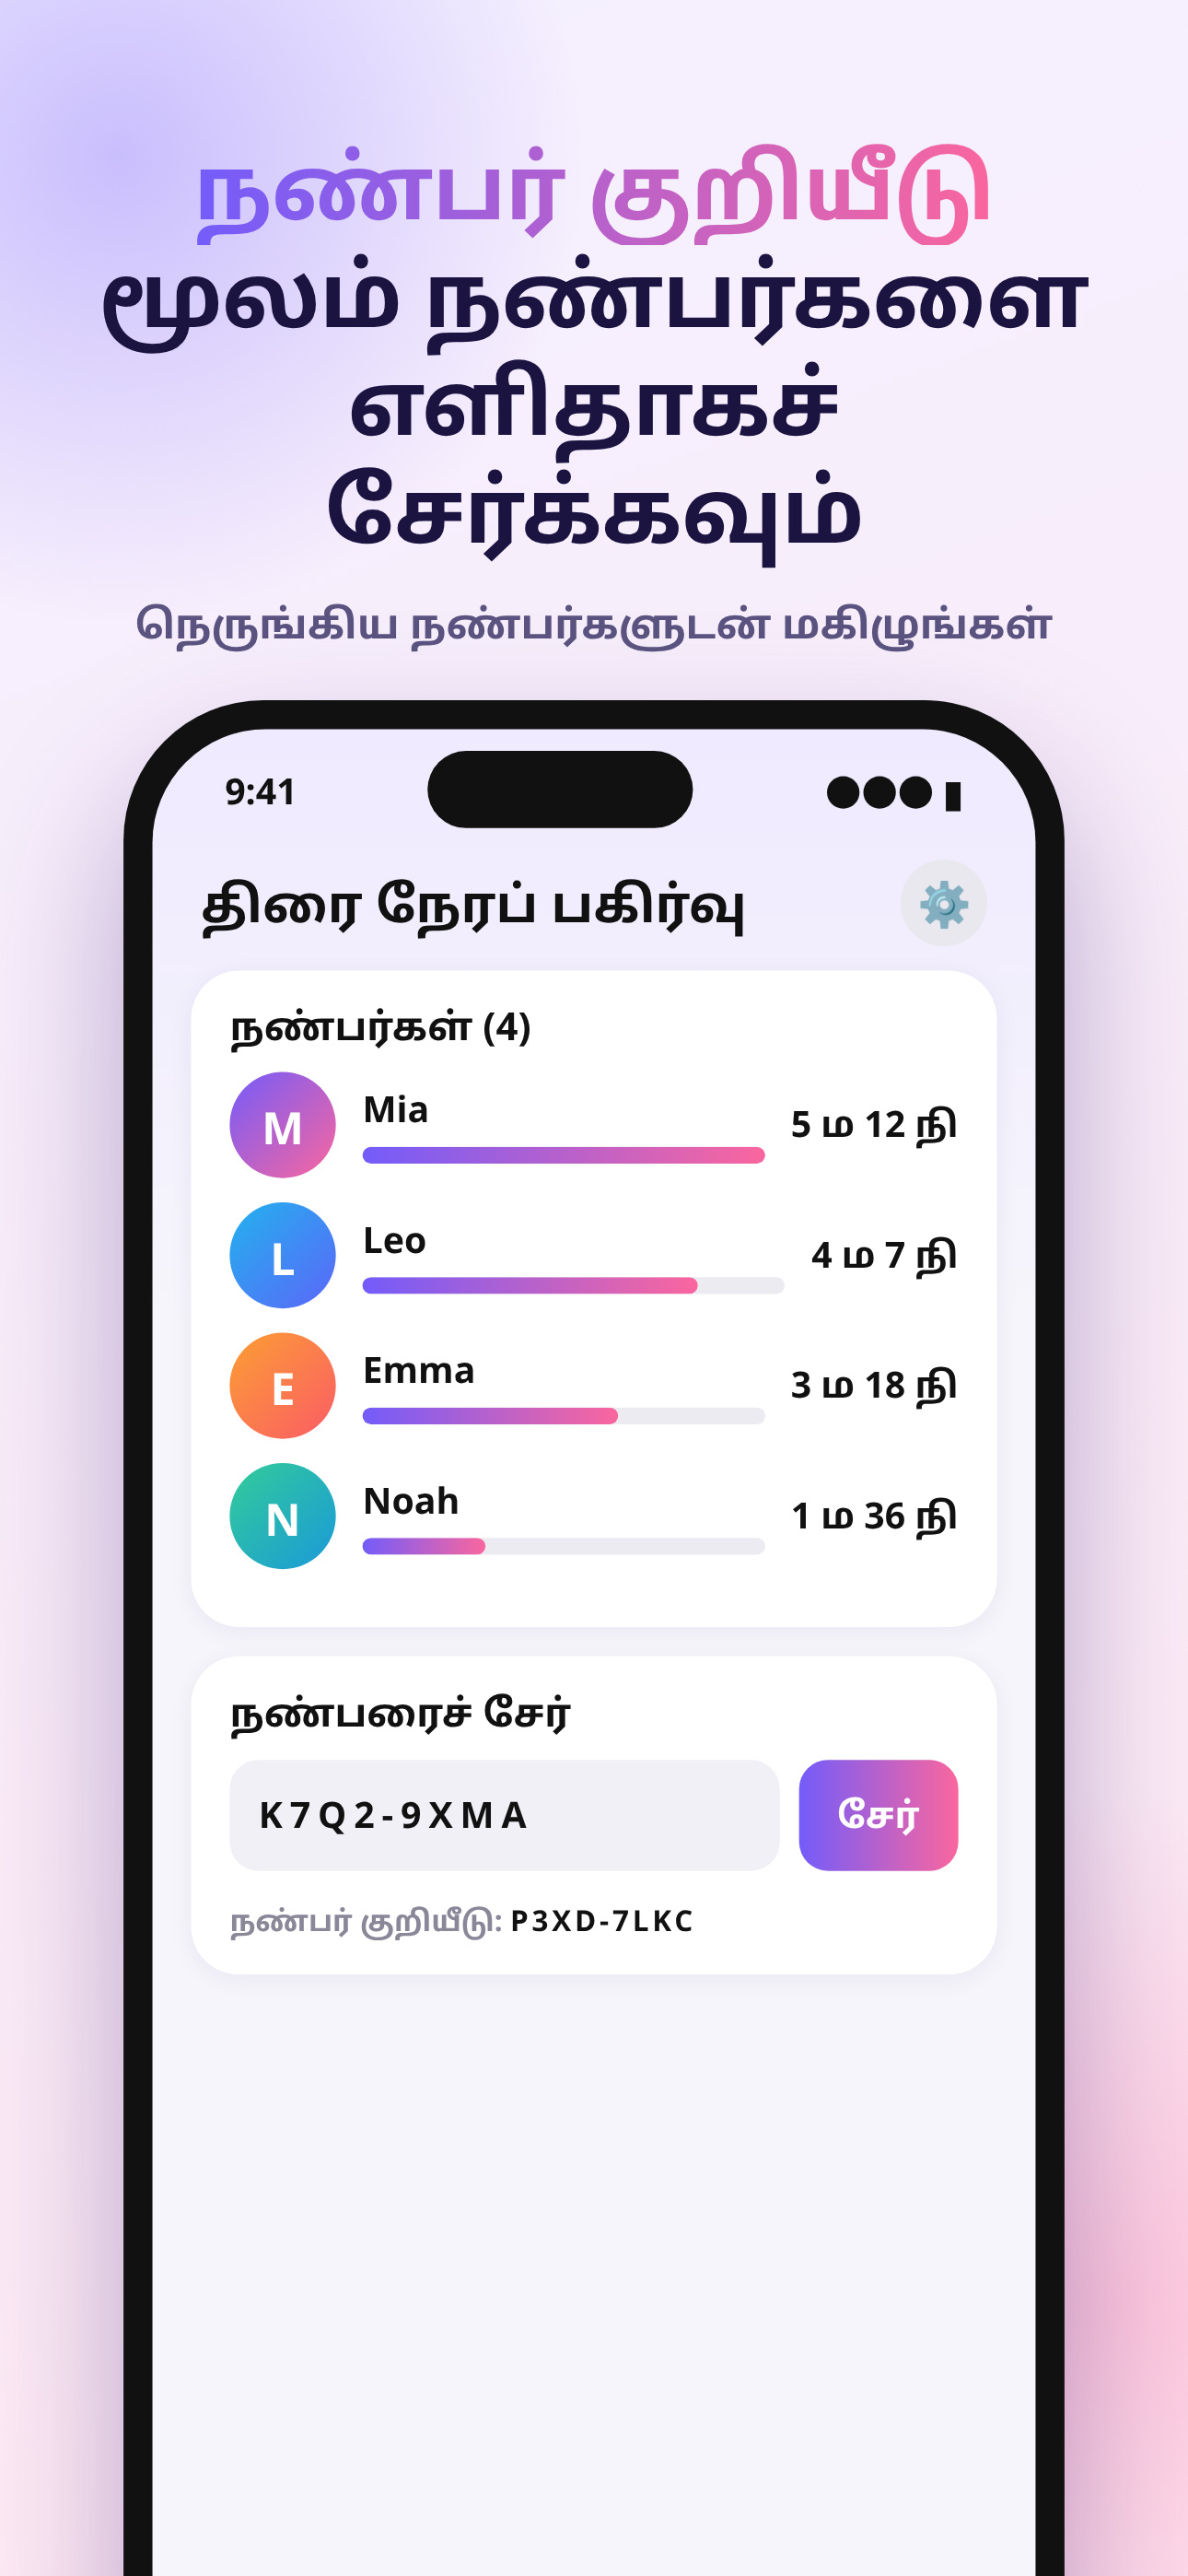 நண்பர் குறியீடு
மூலம் நண்பர்களை
எளிதாகச்
சேர்க்கவும்
நெருங்கிய நண்பர்களுடன் மகிழுங்கள்
9:41
திரை நேரப் பகிர்வு
நண்பர்கள் (4)
M
Mia
5 ம 12 நி
L
Leo
4 ம 7 நி
E
Emma
3 ம 18 நி
N
Noah
1 ம 36 நி
நண்பரைச் சேர்
K7Q2-9XMA
சேர்
நண்பர் குறியீடு: P3XD-7LKC